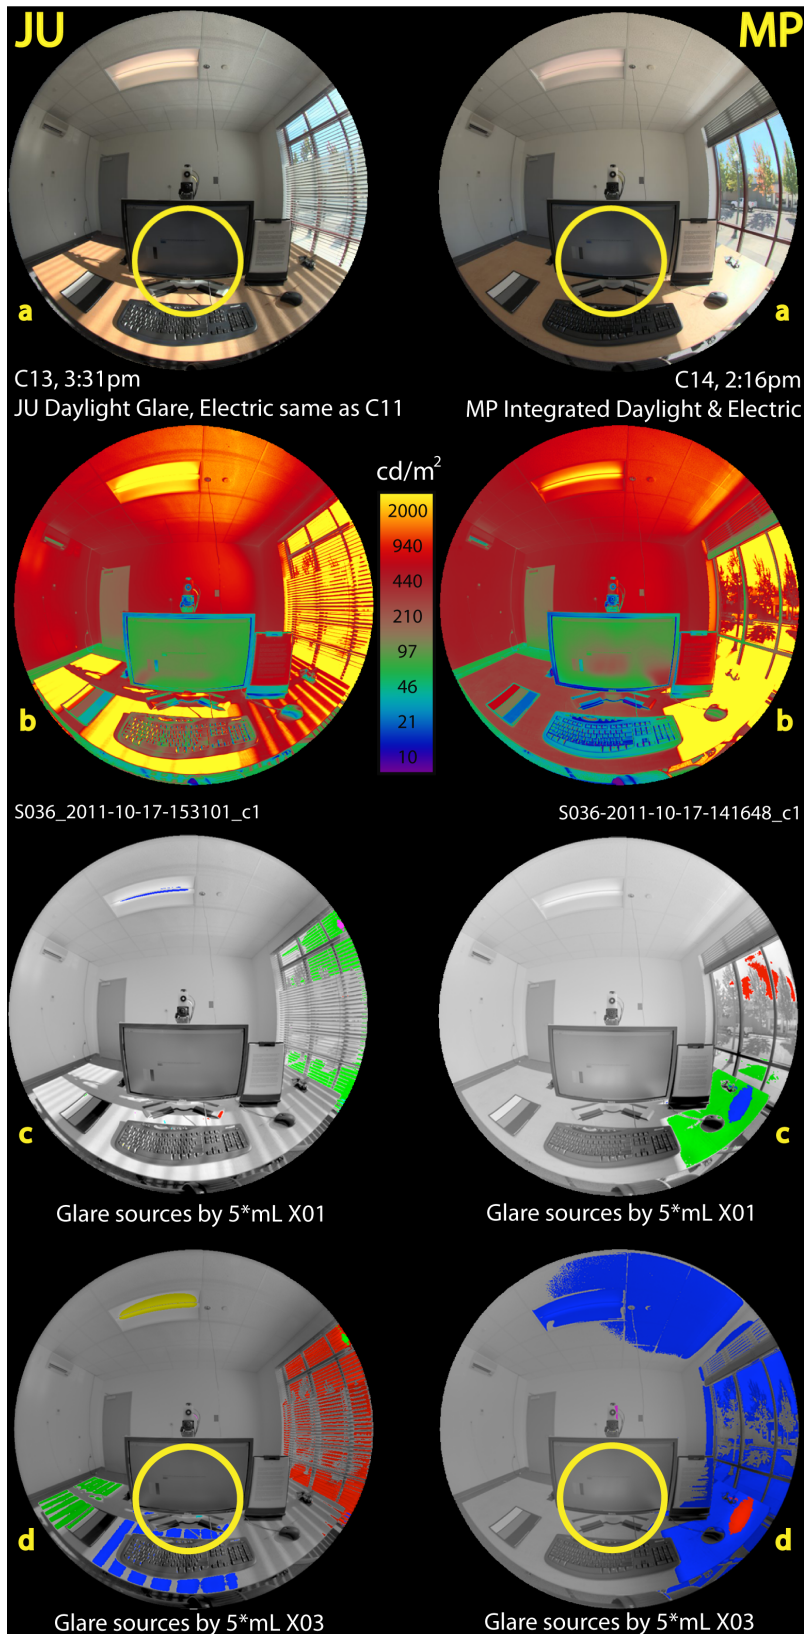 JU MP
a a
C13, 3:31pm C14, 2:16pm
JU Daylight Glare, Electric same as C11 MP Integrated Daylight & Electric
cd/m²
2000
940
440
210
97
46
21
10
b b
S036_2011-10-17-153101_c1 S036-2011-10-17-141648_c1
c c
Glare sources by 5*mL X01 Glare sources by 5*mL X01
d d
Glare sources by 5*mL X03 Glare sources by 5*mL X03